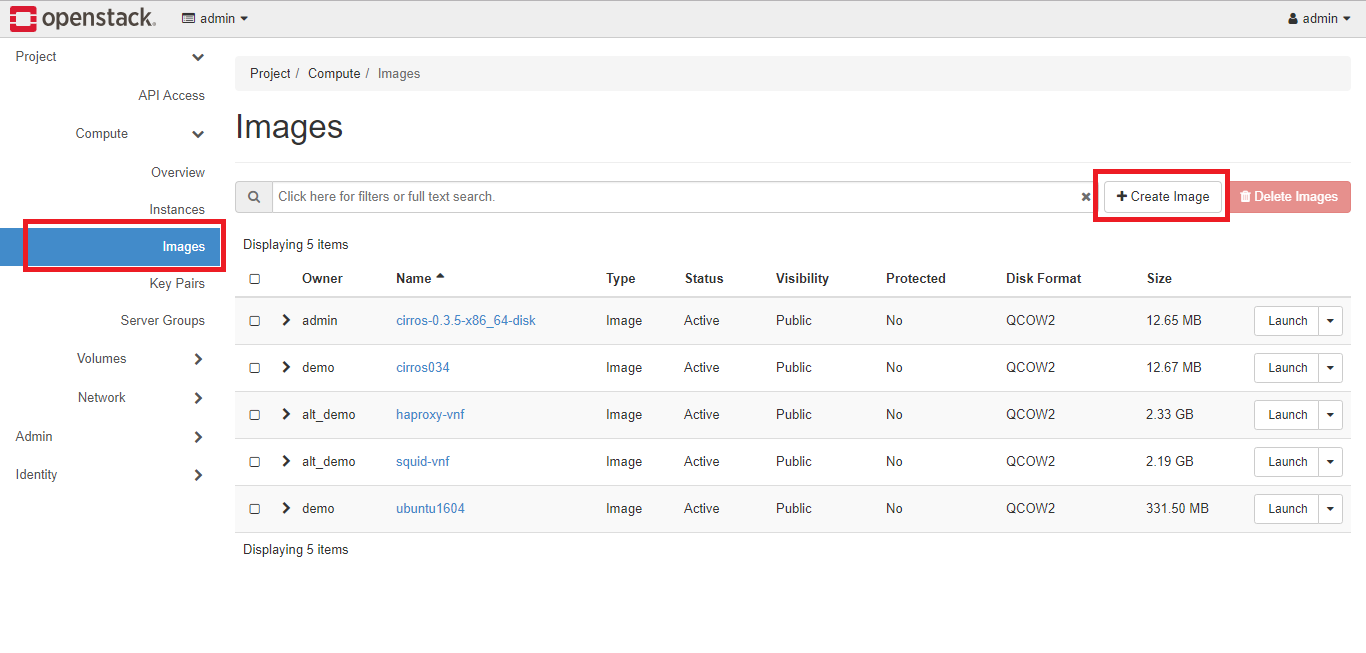 openstack. admin admin
Project
API Access
Compute
Overview
Instances
Images
Key Pairs
Server Groups
Volumes
Network
Admin
Identity
Project / Compute / Images
Images
Click here for filters or full text search. Create Image Delete Images
Displaying 5 items
Owner Name Type Status Visibility Protected Disk Format Size
admin cirros-0.3.5-x86_64-disk Image Active Public No QCOW2 12.65 MB Launch
demo cirros034 Image Active Public No QCOW2 12.67 MB Launch
alt_demo haproxy-vnf Image Active Public No QCOW2 2.33 GB Launch
alt_demo squid-vnf Image Active Public No QCOW2 2.19 GB Launch
demo ubuntu1604 Image Active Public No QCOW2 331.50 MB Launch
Displaying 5 items